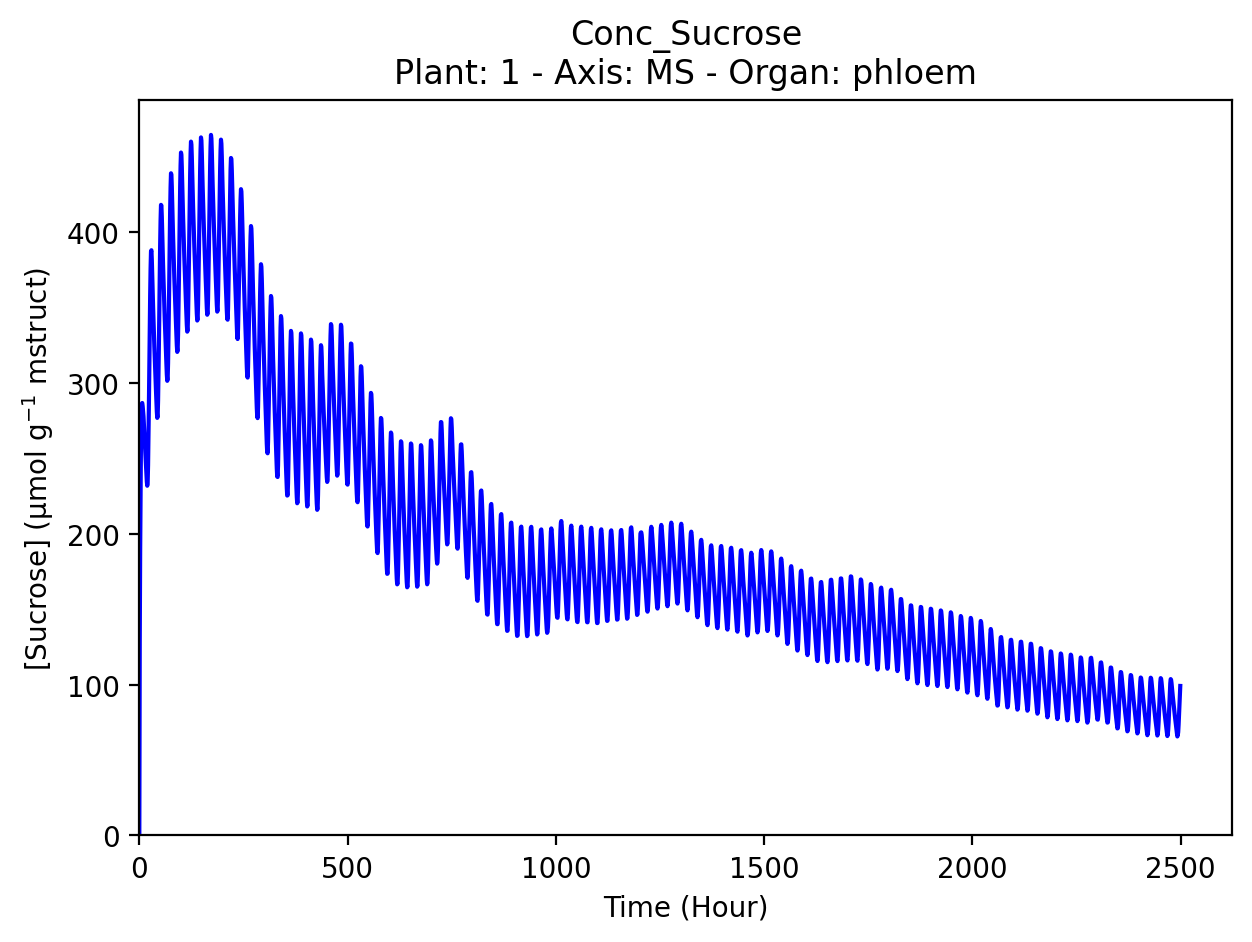 Conc_Sucrose
Plant: 1 - Axis: MS - Organ: phloem
[Sucrose] (µmol g⁻¹ mstruct)
400
300
200
100
0
0 500 1000 1500 2000 2500
Time (Hour)